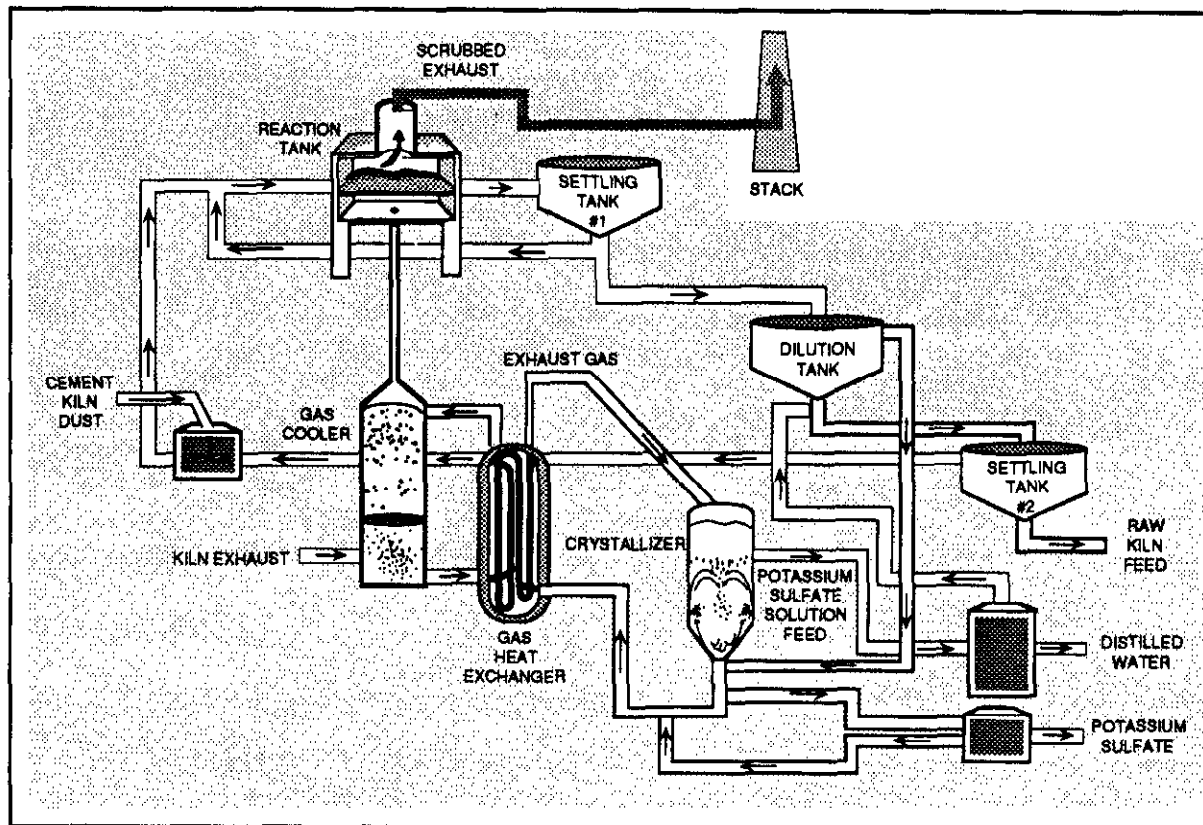 SCRUBBED
EXHAUST
REACTION
TANK
SETTLING
TANK
#1
STACK
DILUTION
TANK
EXHAUST GAS
CEMENT
KILN
DUST
GAS
COOLER
SETTLING
TANK
#2
KILN EXHAUST
CRYSTALLIZER
POTASSIUM
SULFATE
SOLUTION
FEED
RAW
KILN
FEED
GAS
HEAT
EXCHANGER
DISTILLED
WATER
POTASSIUM
SULFATE